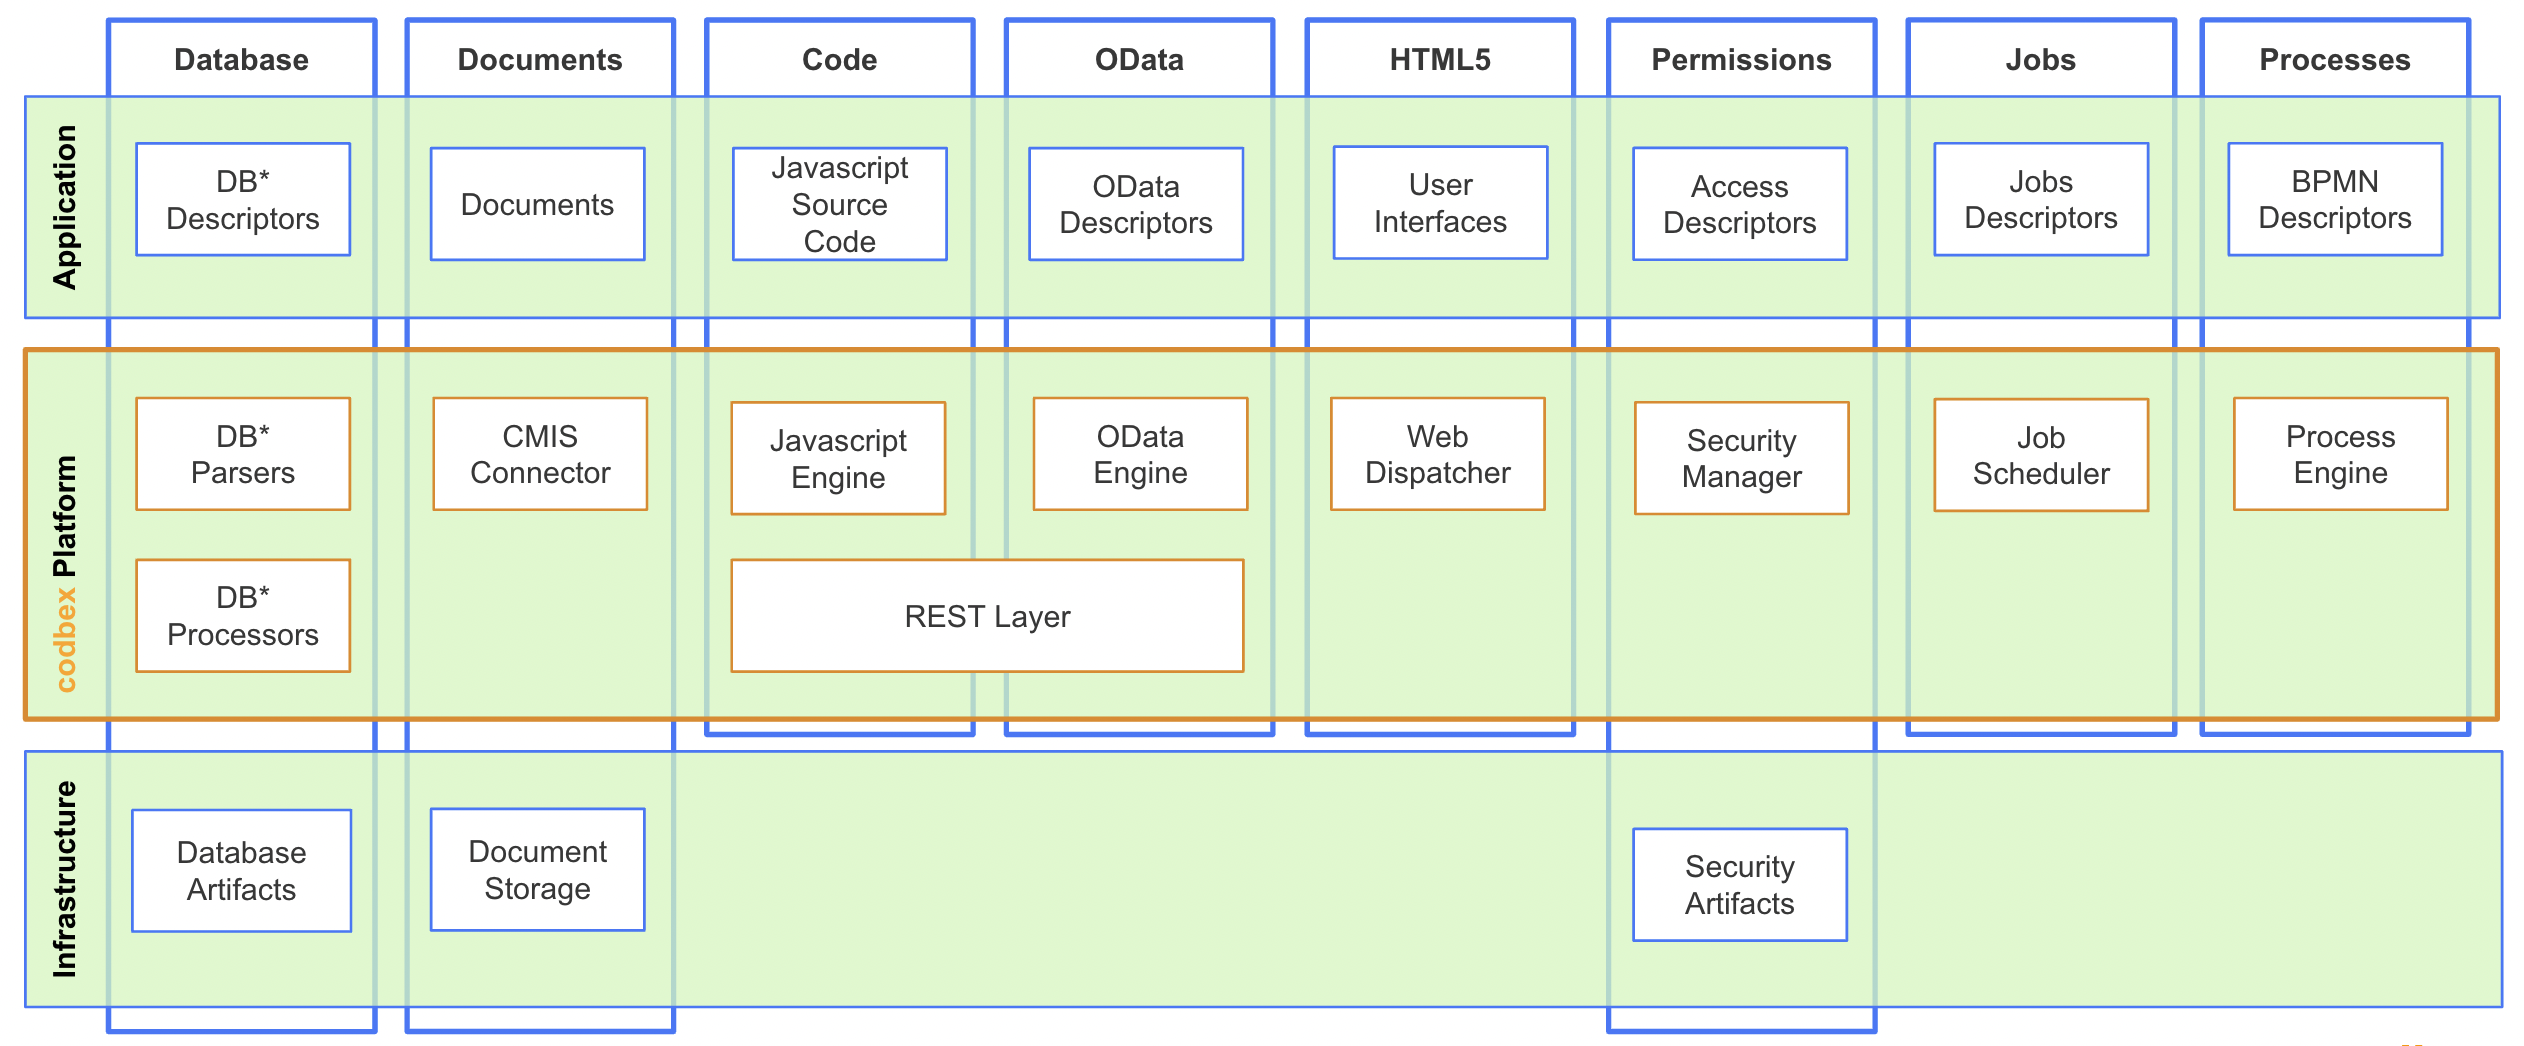 Database
Documents
Code
OData
HTML5
Permissions
Jobs
Processes
Application
DB*
Descriptors
Documents
Javascript
Source
Code
OData
Descriptors
User
Interfaces
Access
Descriptors
Jobs
Descriptors
BPMN
Descriptors
codbex Platform
DB*
Parsers
CMIS
Connector
Javascript
Engine
OData
Engine
Web
Dispatcher
Security
Manager
Job
Scheduler
Process
Engine
DB*
Processors
REST Layer
Infrastructure
Database
Artifacts
Document
Storage
Security
Artifacts